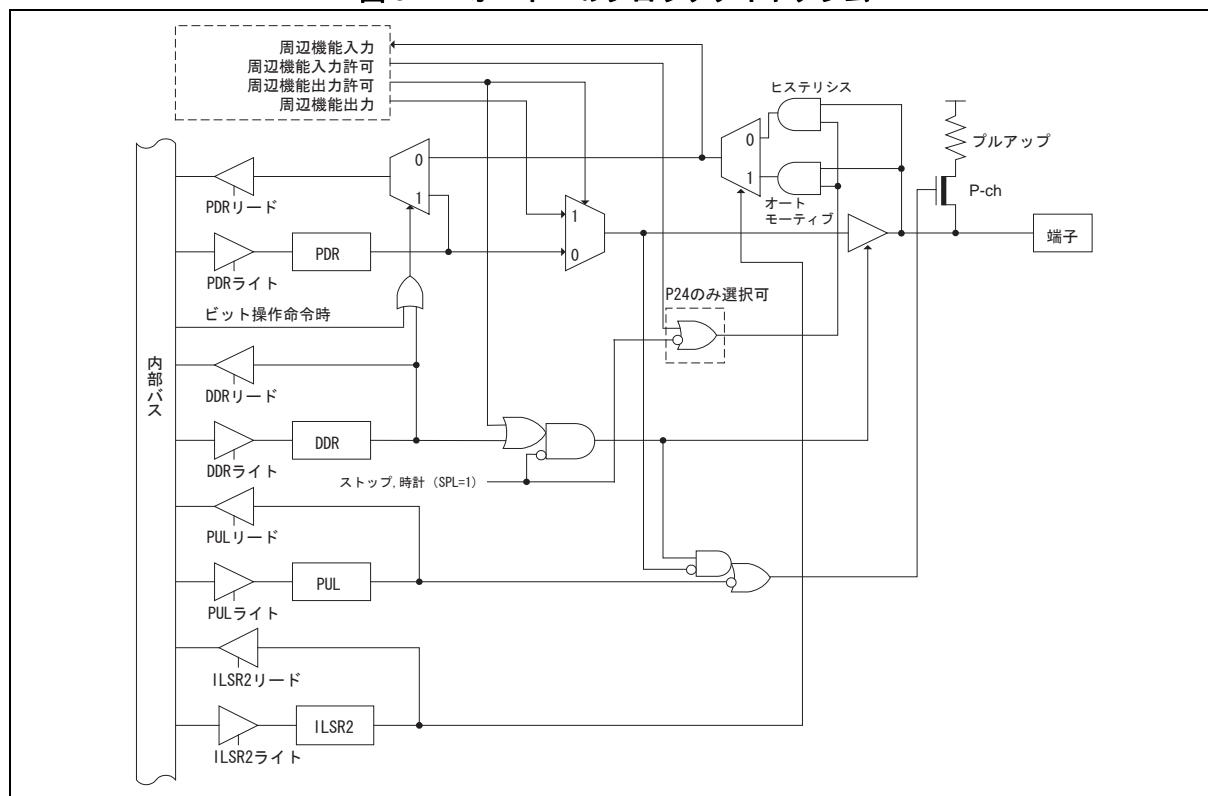 周辺機能入力
周辺機能入力許可
周辺機能出力許可
周辺機能出力
ヒステリシス
プルアップ
0
1
P-ch
0
1
オート
モーティブ
PDRリード
1
0
端子
PDR
PDRライト
P24のみ選択可
ビット操作命令時
内部バス
DDRリード
DDR
DDRライト
ストップ,時計 (SPL=1)
PULリード
PUL
PULライト
ILSR2リード
ILSR2
ILSR2ライト